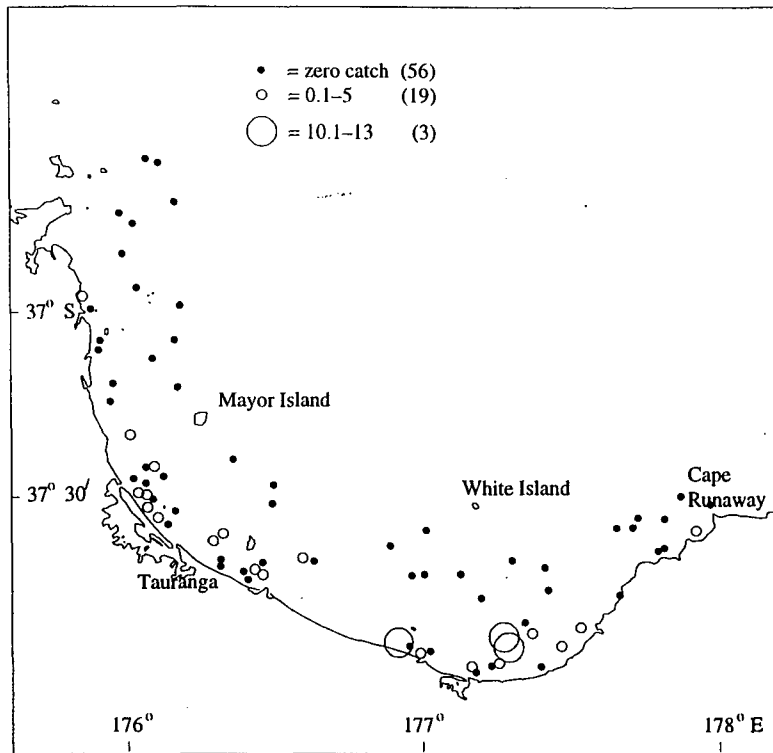 • = zero catch (56)
○ = 0.1–5 (19)
◯ = 10.1–13 (3)
37° S
Mayor Island
37° 30'
White Island
Cape
Runaway
Tauranga
176°
177°
178° E